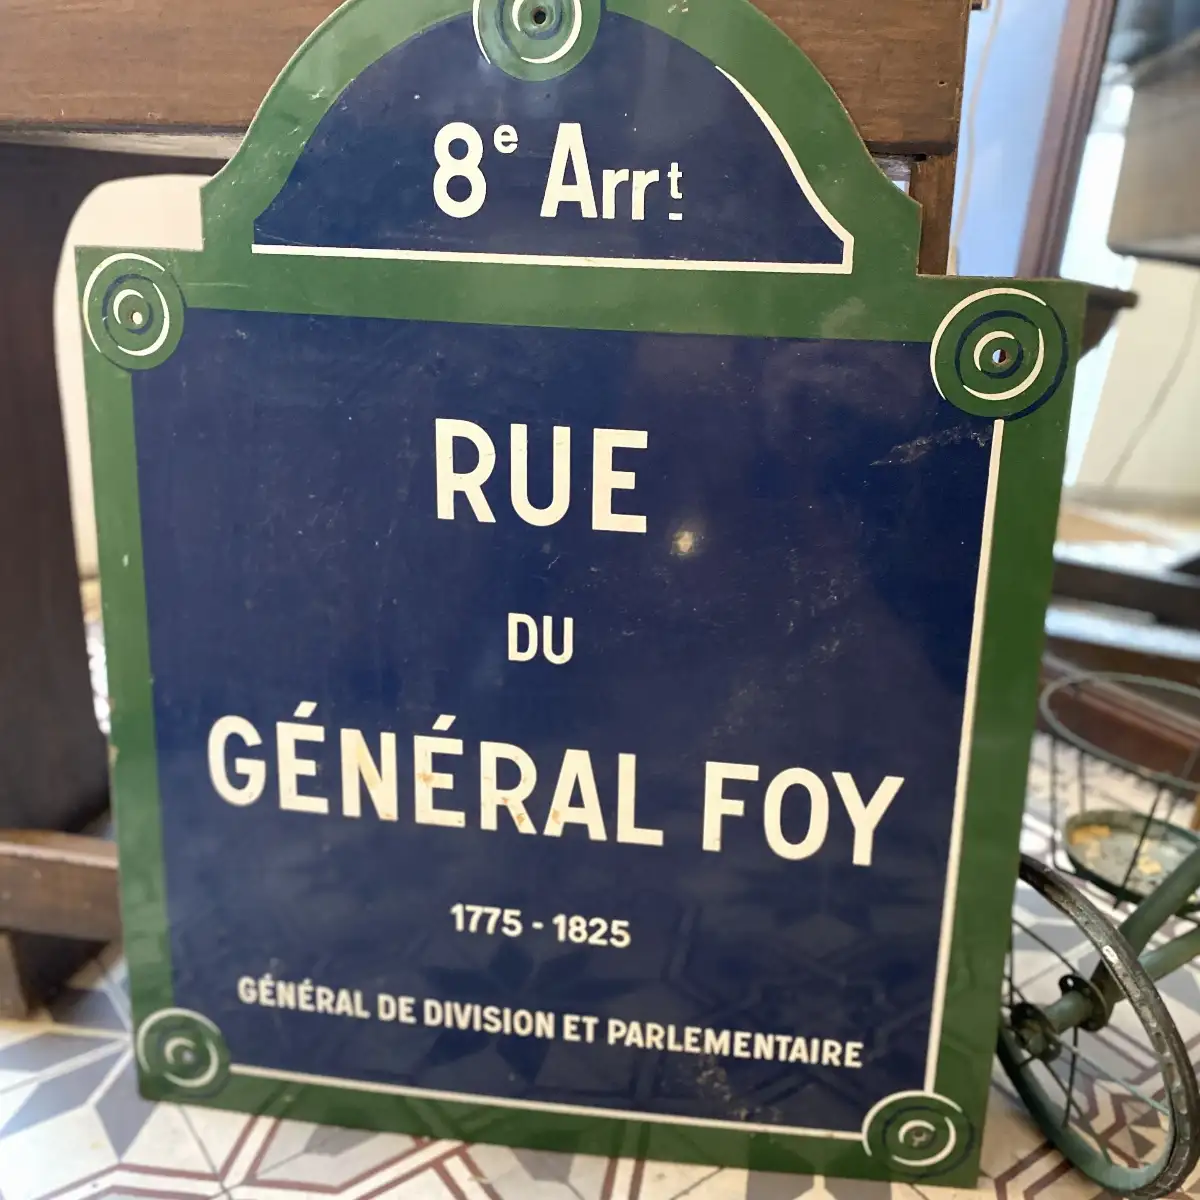 8e Arrt
RUE
DU
GÉNÉRAL FOY
1775 - 1825
GÉNÉRAL DE DIVISION ET PARLEMENTAIRE